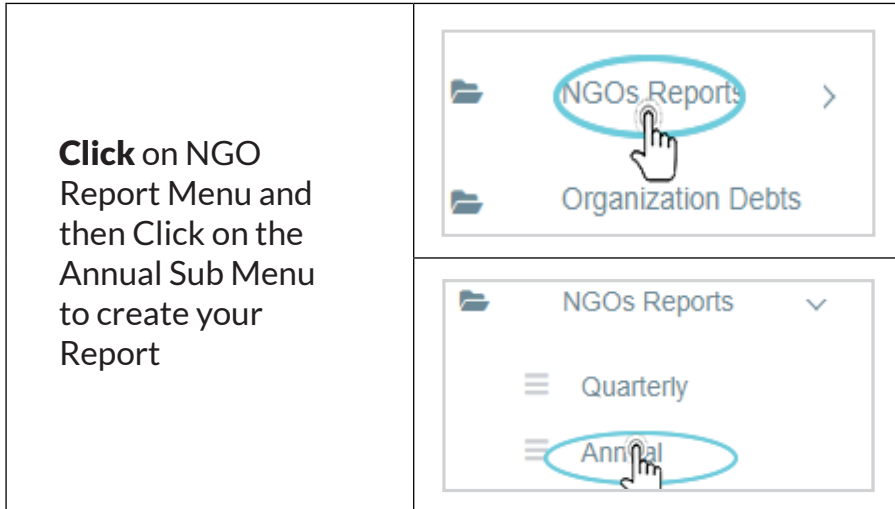 Click on NGO
Report Menu and
then Click on the
Annual Sub Menu
to create your
Report
NGOs Reports
Organization Debts
NGOs Reports
Quarterly
Annual